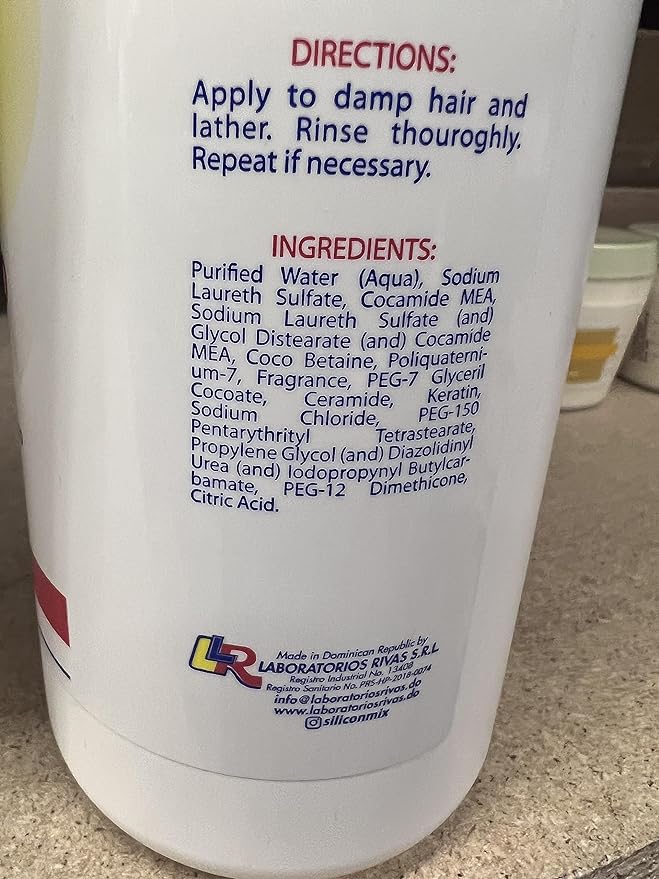 DIRECTIONS:
Apply to damp hair and
lather. Rinse thouroghly.
Repeat if necessary.
INGREDIENTS:
Purified Water (Aqua), Sodium
Laureth Sulfate, Cocamide MEA,
Sodium Laureth Sulfate (and)
Glycol Distearate (and) Cocamide
MEA, Coco Betaine, Poliquaterni-
um-7, Fragrance, PEG-7 Glyceril
Cocoate, Ceramide, Keratin,
Sodium Chloride, PEG-150
Pentarythrityl Tetrastearate,
Propylene Glycol (and) Diazolidinyl
Urea (and) Iodopropynyl Butylcar-
bamate, PEG-12 Dimethicone,
Citric Acid.
LR
Made in Dominican Republic by
LABORATORIOS RIVAS S.R.L
Registro Industrial No. 13408
Registro Sanitario No. PRS-HP-2018-0074
info@laboratoriosrivas.do
www.laboratoriosrivas.do
siliconmix